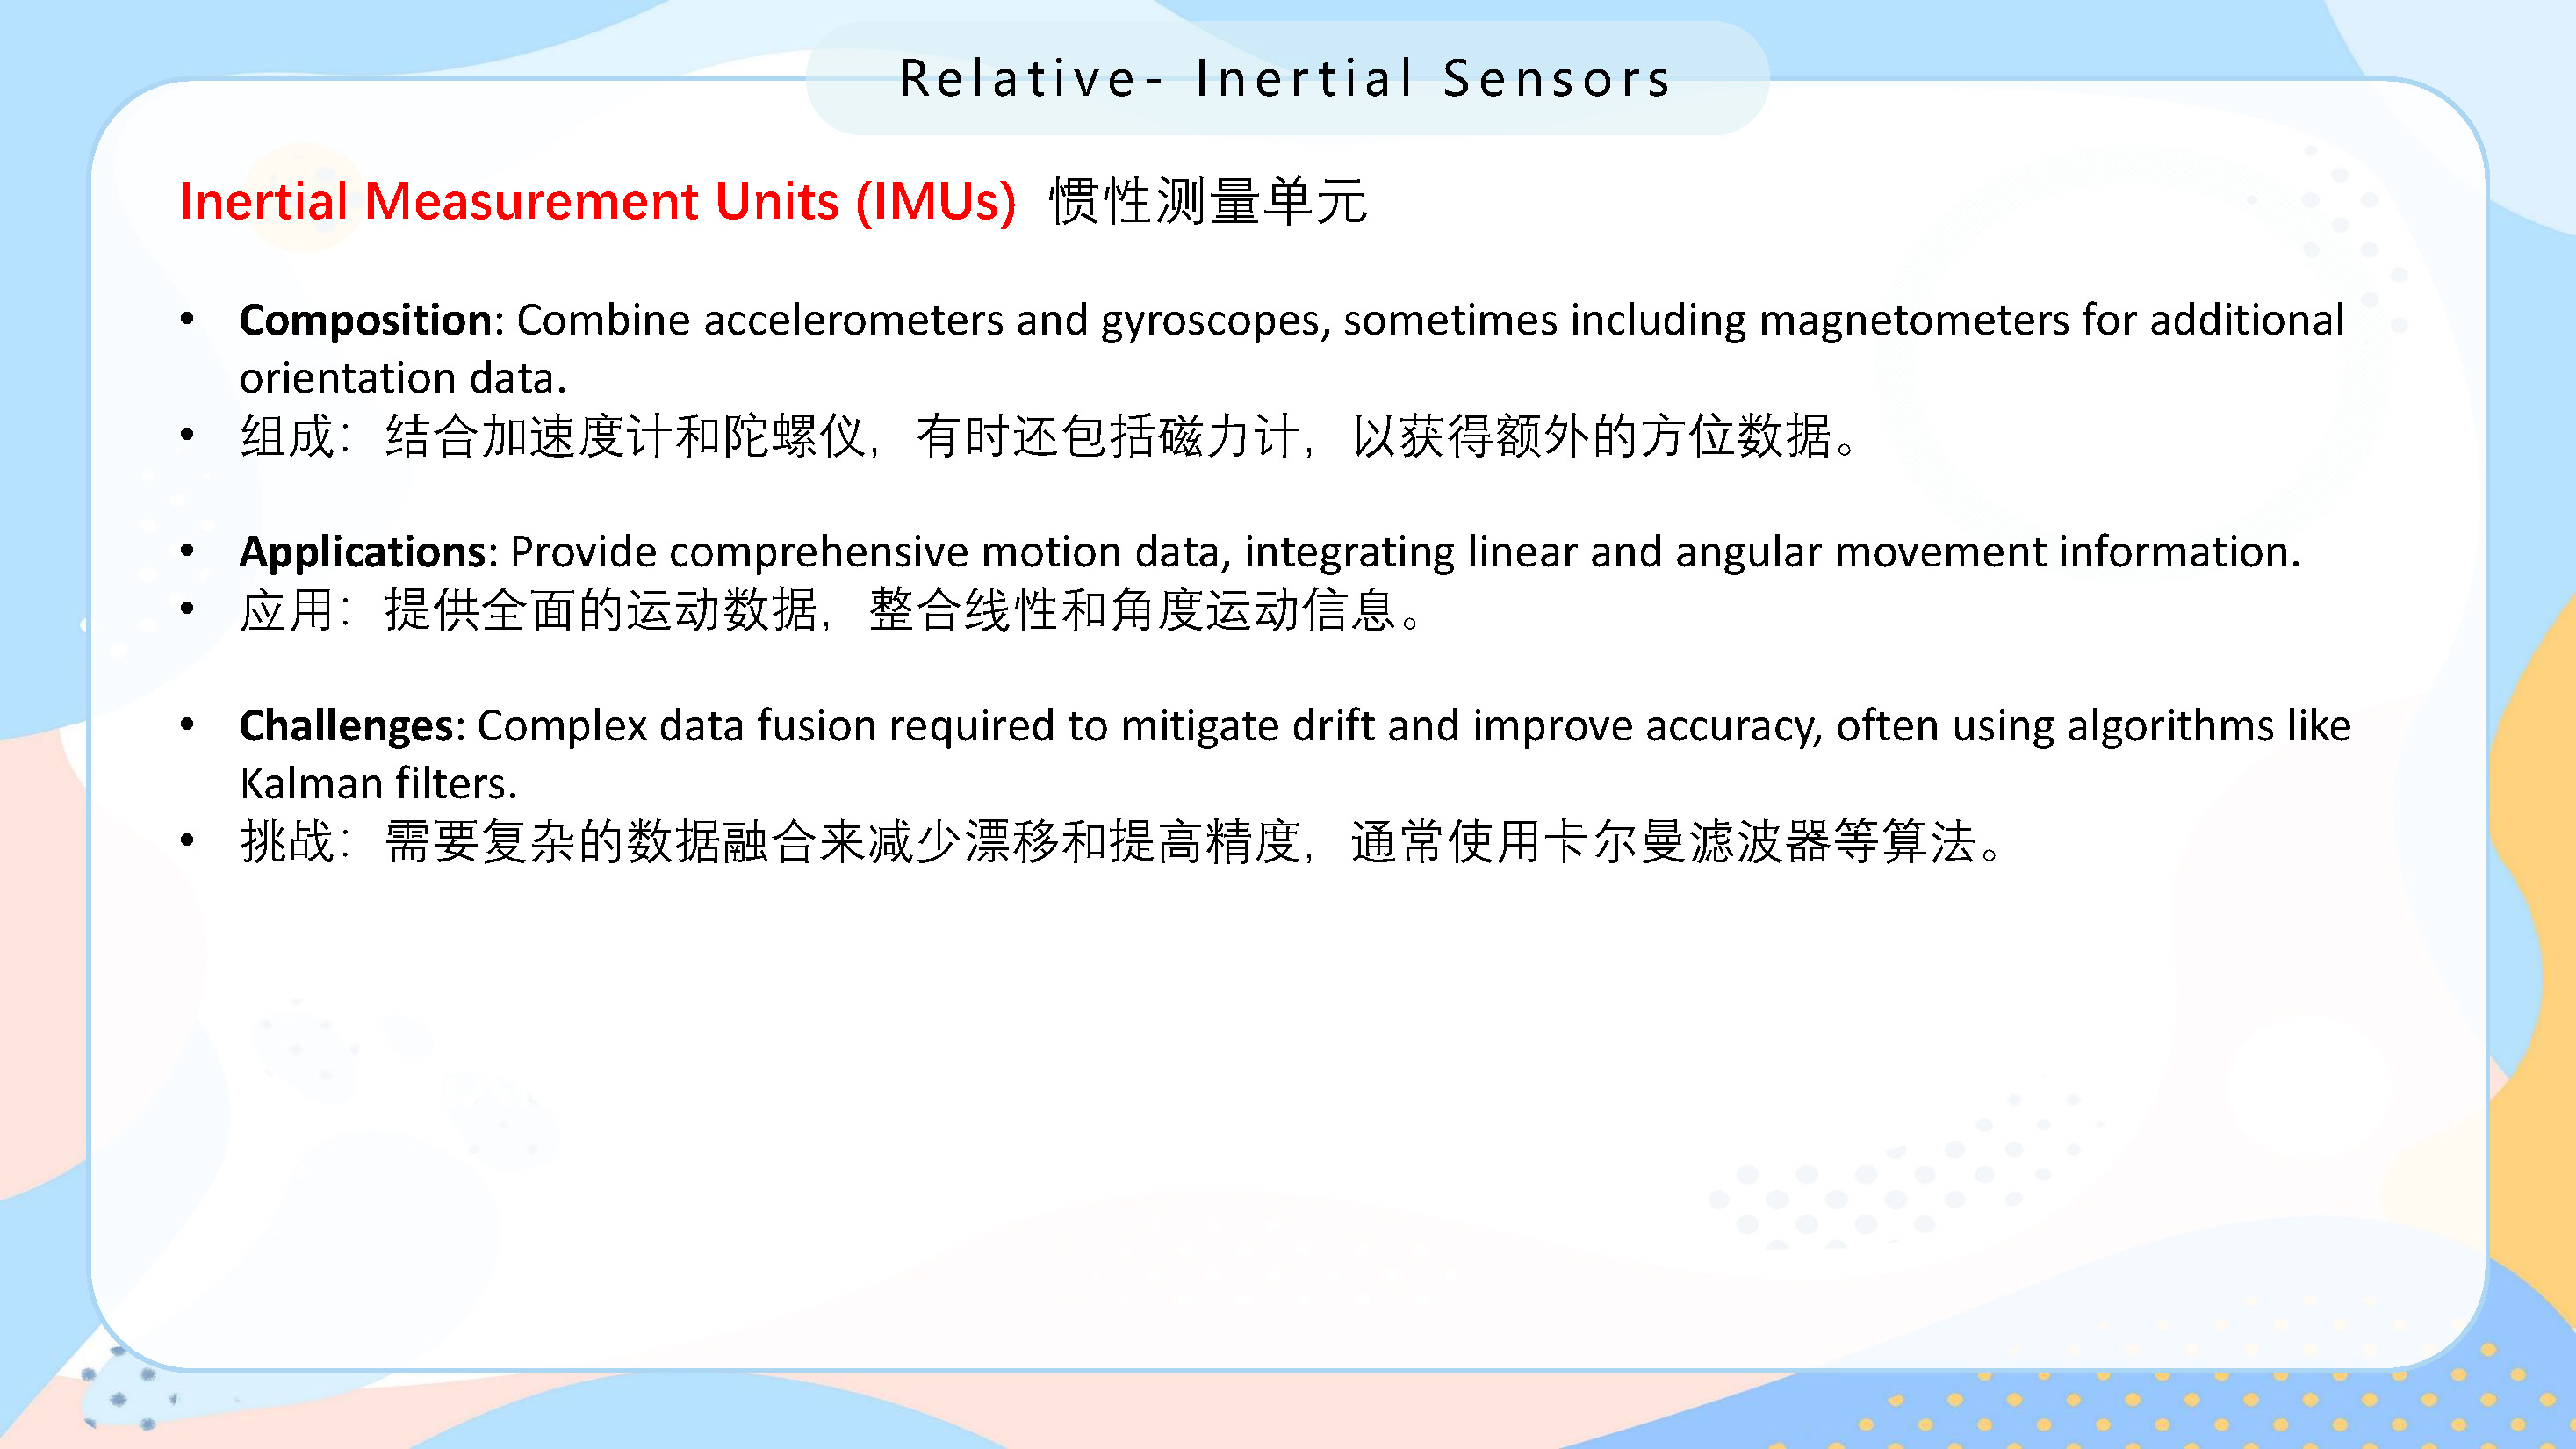 Relative- Inertial Sensors
Inertial Measurement Units (IMUs) 惯性测量单元
• Composition: Combine accelerometers and gyroscopes, sometimes including magnetometers for additional
orientation data.
• 组成：结合加速度计和陀螺仪，有时还包括磁力计，以获得额外的方位数据。
• Applications: Provide comprehensive motion data, integrating linear and angular movement information.
• 应用：提供全面的运动数据，整合线性和角度运动信息。
• Challenges: Complex data fusion required to mitigate drift and improve accuracy, often using algorithms like
Kalman filters.
• 挑战：需要复杂的数据融合来减少漂移和提高精度，通常使用卡尔曼滤波器等算法。